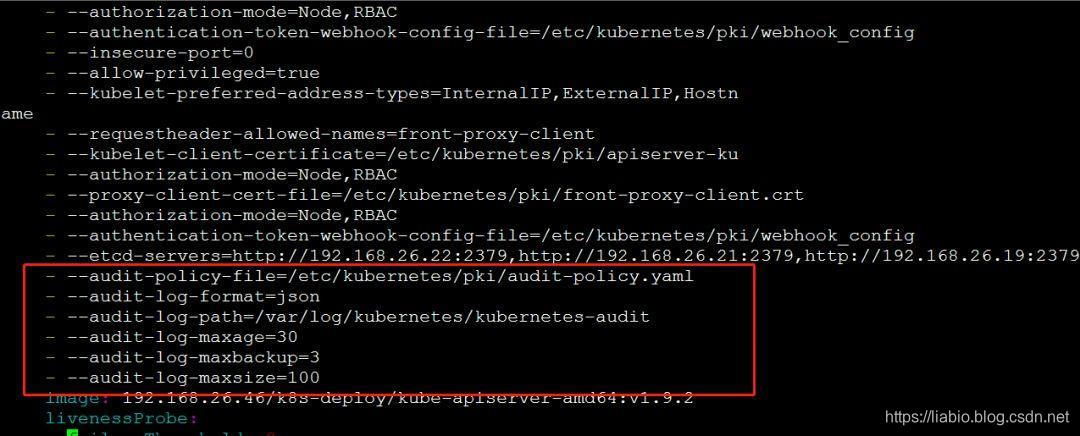 - --authorization-mode=Node,RBAC
- --authentication-token-webhook-config-file=/etc/kubernetes/pki/webhook_config
- --insecure-port=0
- --allow-privileged=true
- --kubelet-preferred-address-types=InternalIP,ExternalIP,Hostn
ame
- --requestheader-allowed-names=front-proxy-client
- --kubelet-client-certificate=/etc/kubernetes/pki/apiserver-ku
- --authorization-mode=Node,RBAC
- --proxy-client-cert-file=/etc/kubernetes/pki/front-proxy-client.crt
- --authorization-mode=Node,RBAC
- --authentication-token-webhook-config-file=/etc/kubernetes/pki/webhook_config
- --etcd-servers=http://192.168.26.22:2379,http://192.168.26.21:2379,http://192.168.26.19:2379
- --audit-policy-file=/etc/kubernetes/pki/audit-policy.yaml
- --audit-log-format=json
- --audit-log-path=/var/log/kubernetes/kubernetes-audit
- --audit-log-maxage=30
- --audit-log-maxbackup=3
- --audit-log-maxsize=100
image: 192.168.26.46/k8s-deploy/kube-apiserver-amd64:v1.9.2
livenessProbe:
https://liabio.blog.csdn.net